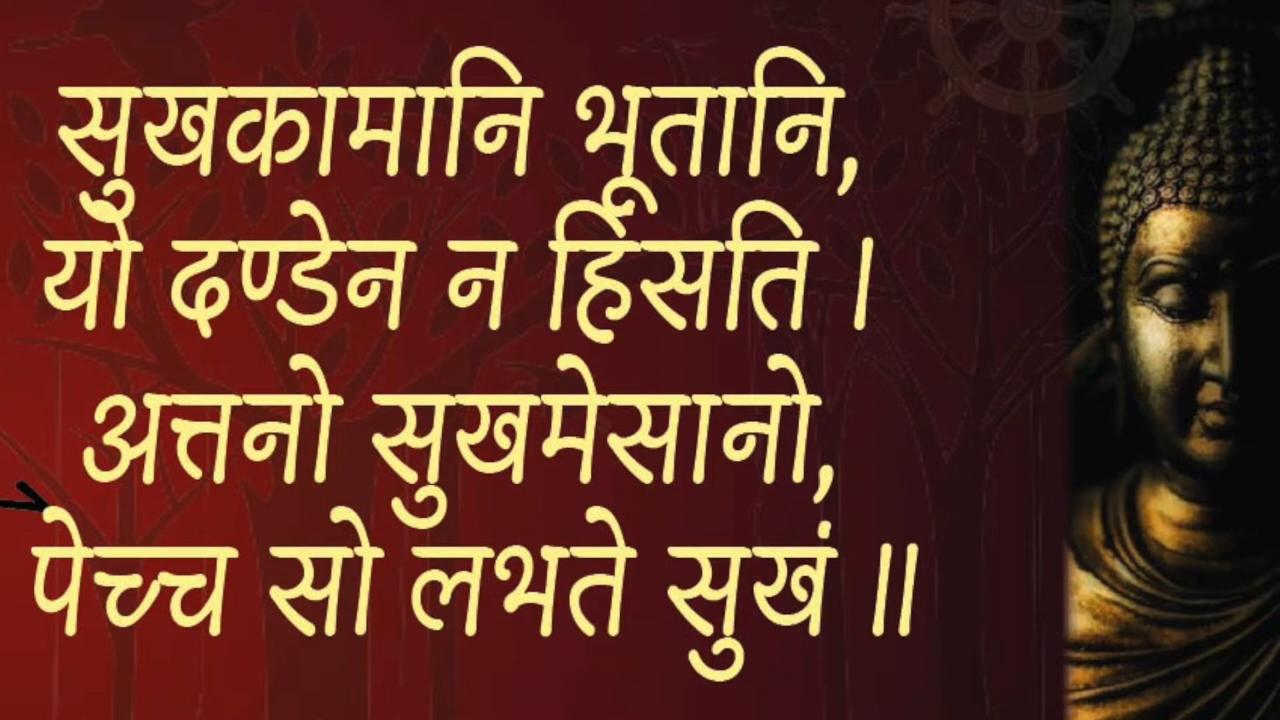 सुखकामानि भूतानि,
यो दण्डेन न हिंसति ।
अत्तनो सुखमेसानो,
पेच्च सो लभते सुखं ॥